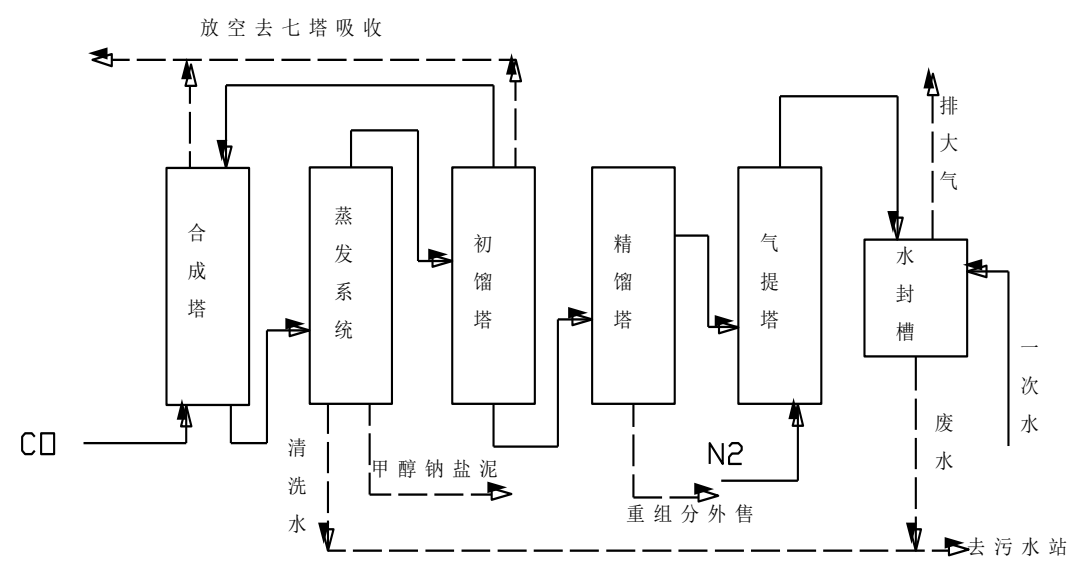 放空去七塔吸收
排大气
合成塔
蒸发系统
初馏塔
精馏塔
气提塔
水封槽
一次水
CO
清洗水
甲醇钠盐泥
N2
重组分外售
废水
去污水站